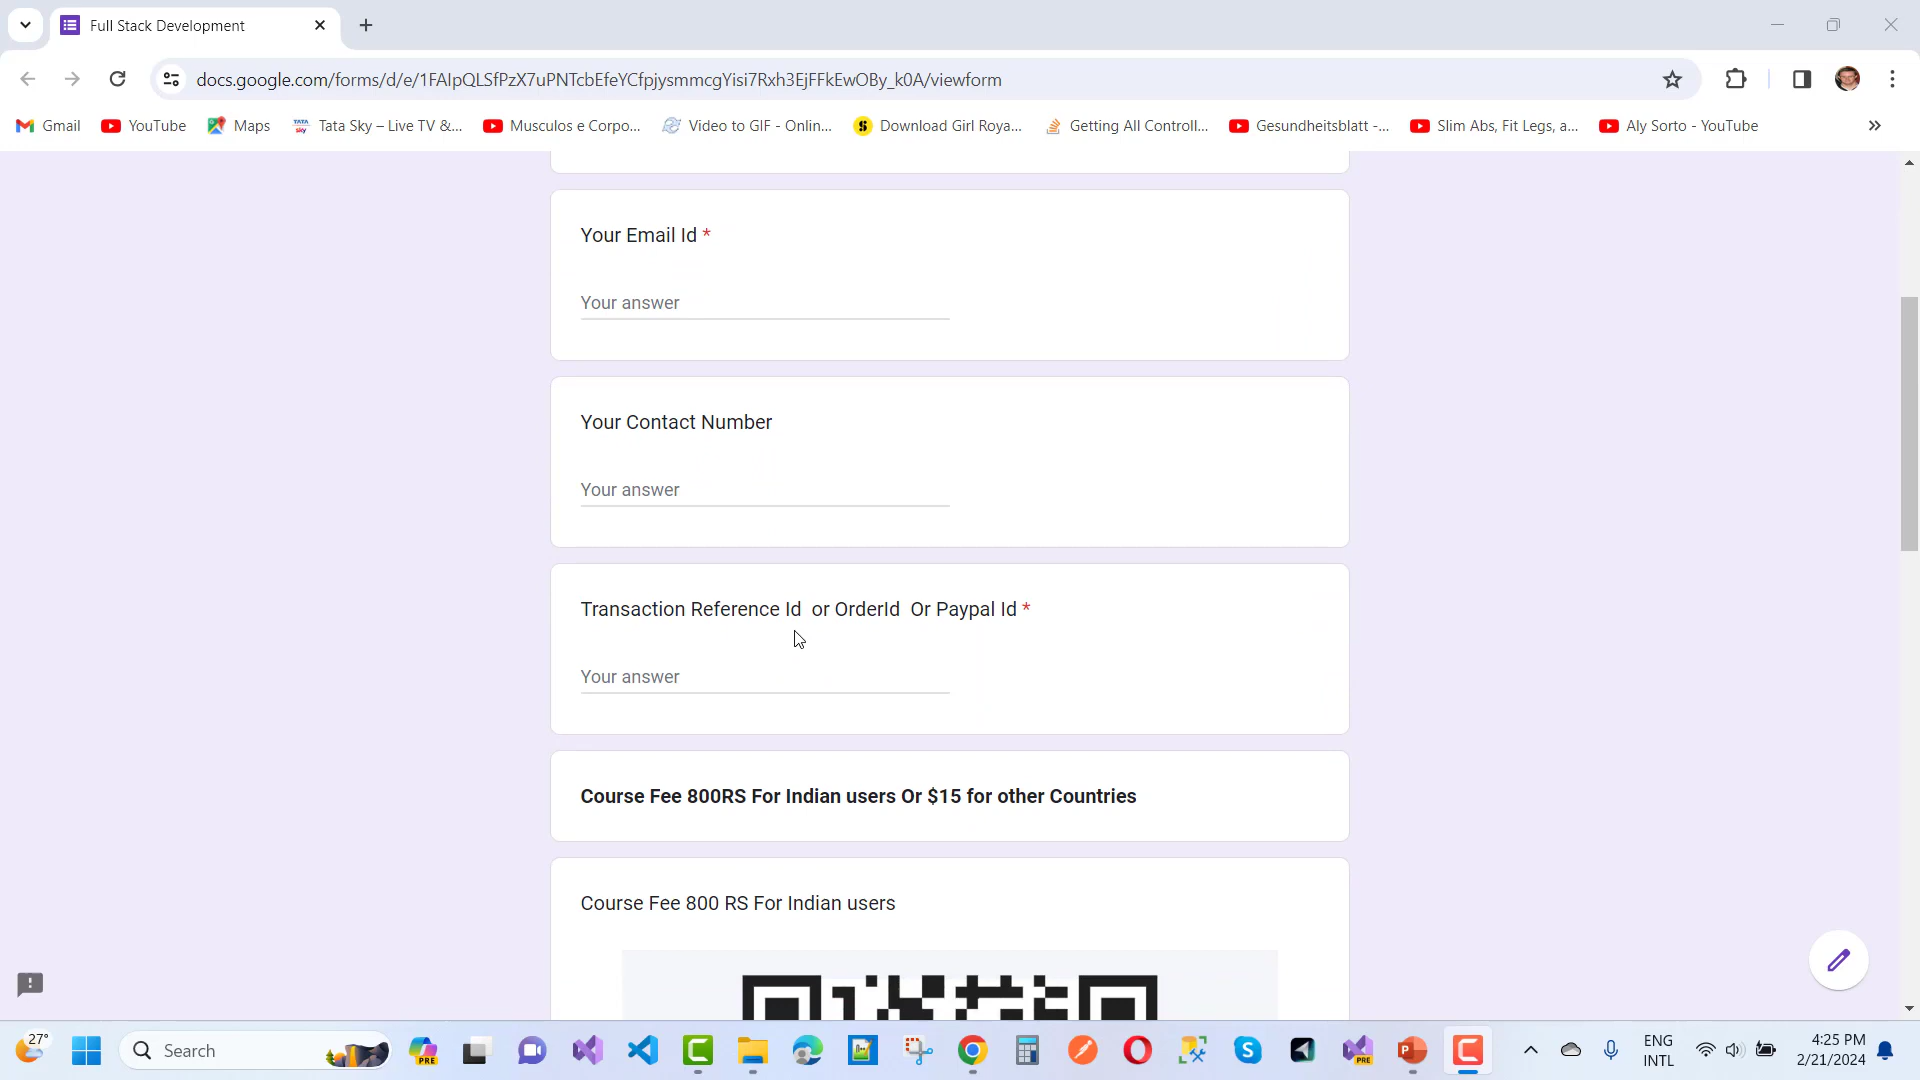 Full Stack Development
docs.google.com/forms/d/e/1FAIpQLSfPzX7uPNTcbEfeYCfpjysmmcgYisi7Rxh3EjFFkEwOBy_k0A/viewform
Gmail
YouTube
Maps
Tata Sky – Live TV &...
Musculos e Corpo...
Video to GIF - Onlin...
Download Girl Roya...
Getting All Controll...
Gesundheitsblatt -...
Slim Abs, Fit Legs, a...
Aly Sorto - YouTube
Your Email Id *
Your answer
Your Contact Number
Your answer
Transaction Reference Id or OrderId Or Paypal Id *
Your answer
Course Fee 800RS For Indian users Or $15 for other Countries
Course Fee 800 RS For Indian users
27°
Search
PRE
PRE
ENG
INTL
4:25 PM
2/21/2024